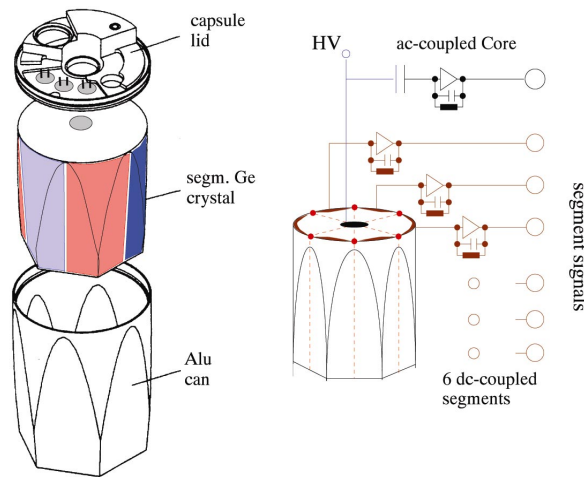 capsule
lid
segm. Ge
crystal
Alu
can
HV
ac-coupled Core
segment signals
6 dc-coupled
segments